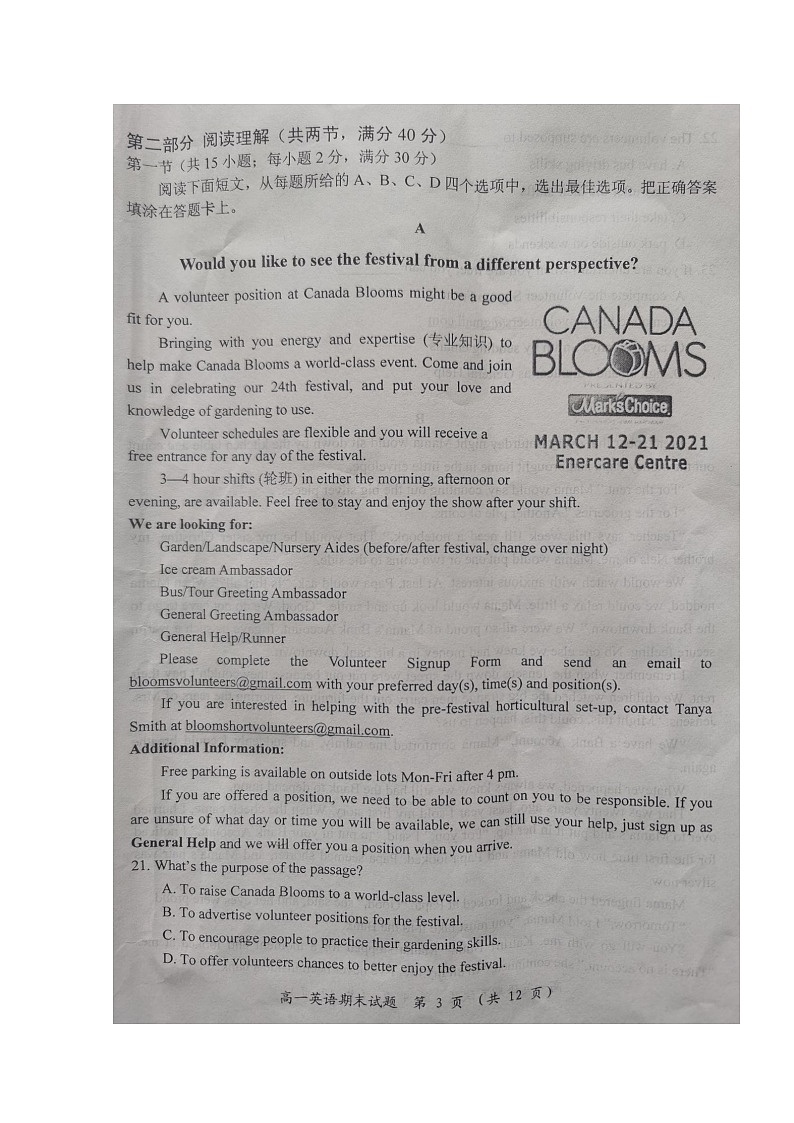 第二部分 阅读理解（共两节，满分 40 分）
第一节（共 15 小题；每小题 2 分，满分 30 分）
阅读下面短文，从每题所给的 A、B、C、D 四个选项中，选出最佳选项。把正确答案
填涂在答题卡上。
A
Would you like to see the festival from a different perspective?
A volunteer position at Canada Blooms might be a good
fit for you.
Bringing with you energy and expertise (专业知识) to
help make Canada Blooms a world-class event. Come and join
us in celebrating our 24th festival, and put your love and
knowledge of gardening to use.
Volunteer schedules are flexible and you will receive a
free entrance for any day of the festival.
3—4 hour shifts (轮班) in either the morning, afternoon or
evening, are available. Feel free to stay and enjoy the show after your shift.
CANADA
BLOOMS
PRESENTED BY
Mark's Choice
MARCH 12-21 2021
Enercare Centre
We are looking for:
Garden/Landscape/Nursery Aides (before/after festival, change over night)
Ice cream Ambassador
Bus/Tour Greeting Ambassador
General Greeting Ambassador
General Help/Runner
Please complete the Volunteer Signup Form and send an email to
bloomsvolunteers@gmail.com with your preferred day(s), time(s) and position(s).
If you are interested in helping with the pre-festival horticultural set-up, contact Tanya
Smith at bloomshortvolunteers@gmail.com.
Additional Information:
Free parking is available on outside lots Mon-Fri after 4 pm.
If you are offered a position, we need to be able to count on you to be responsible. If you
are unsure of what day or time you will be available, we can still use your help, just sign up as
General Help and we will offer you a position when you arrive.
21. What's the purpose of the passage?
A. To raise Canada Blooms to a world-class level.
B. To advertise volunteer positions for the festival.
C. To encourage people to practice their gardening skills.
D. To offer volunteers chances to better enjoy the festival.
高一英语期末试题 第 3 页 （共 12 页）